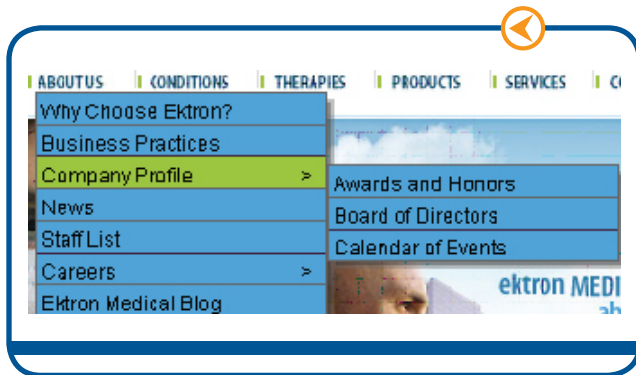 ABOUT US CONDITIONS THERAPIES PRODUCTS SERVICES
Why Choose Ektron?
Business Practices
Company Profile >
Awards and Honors
News
Board of Directors
Staff List
Calendar of Events
Careers >
ektron MEDI
Ektron Medical Blog